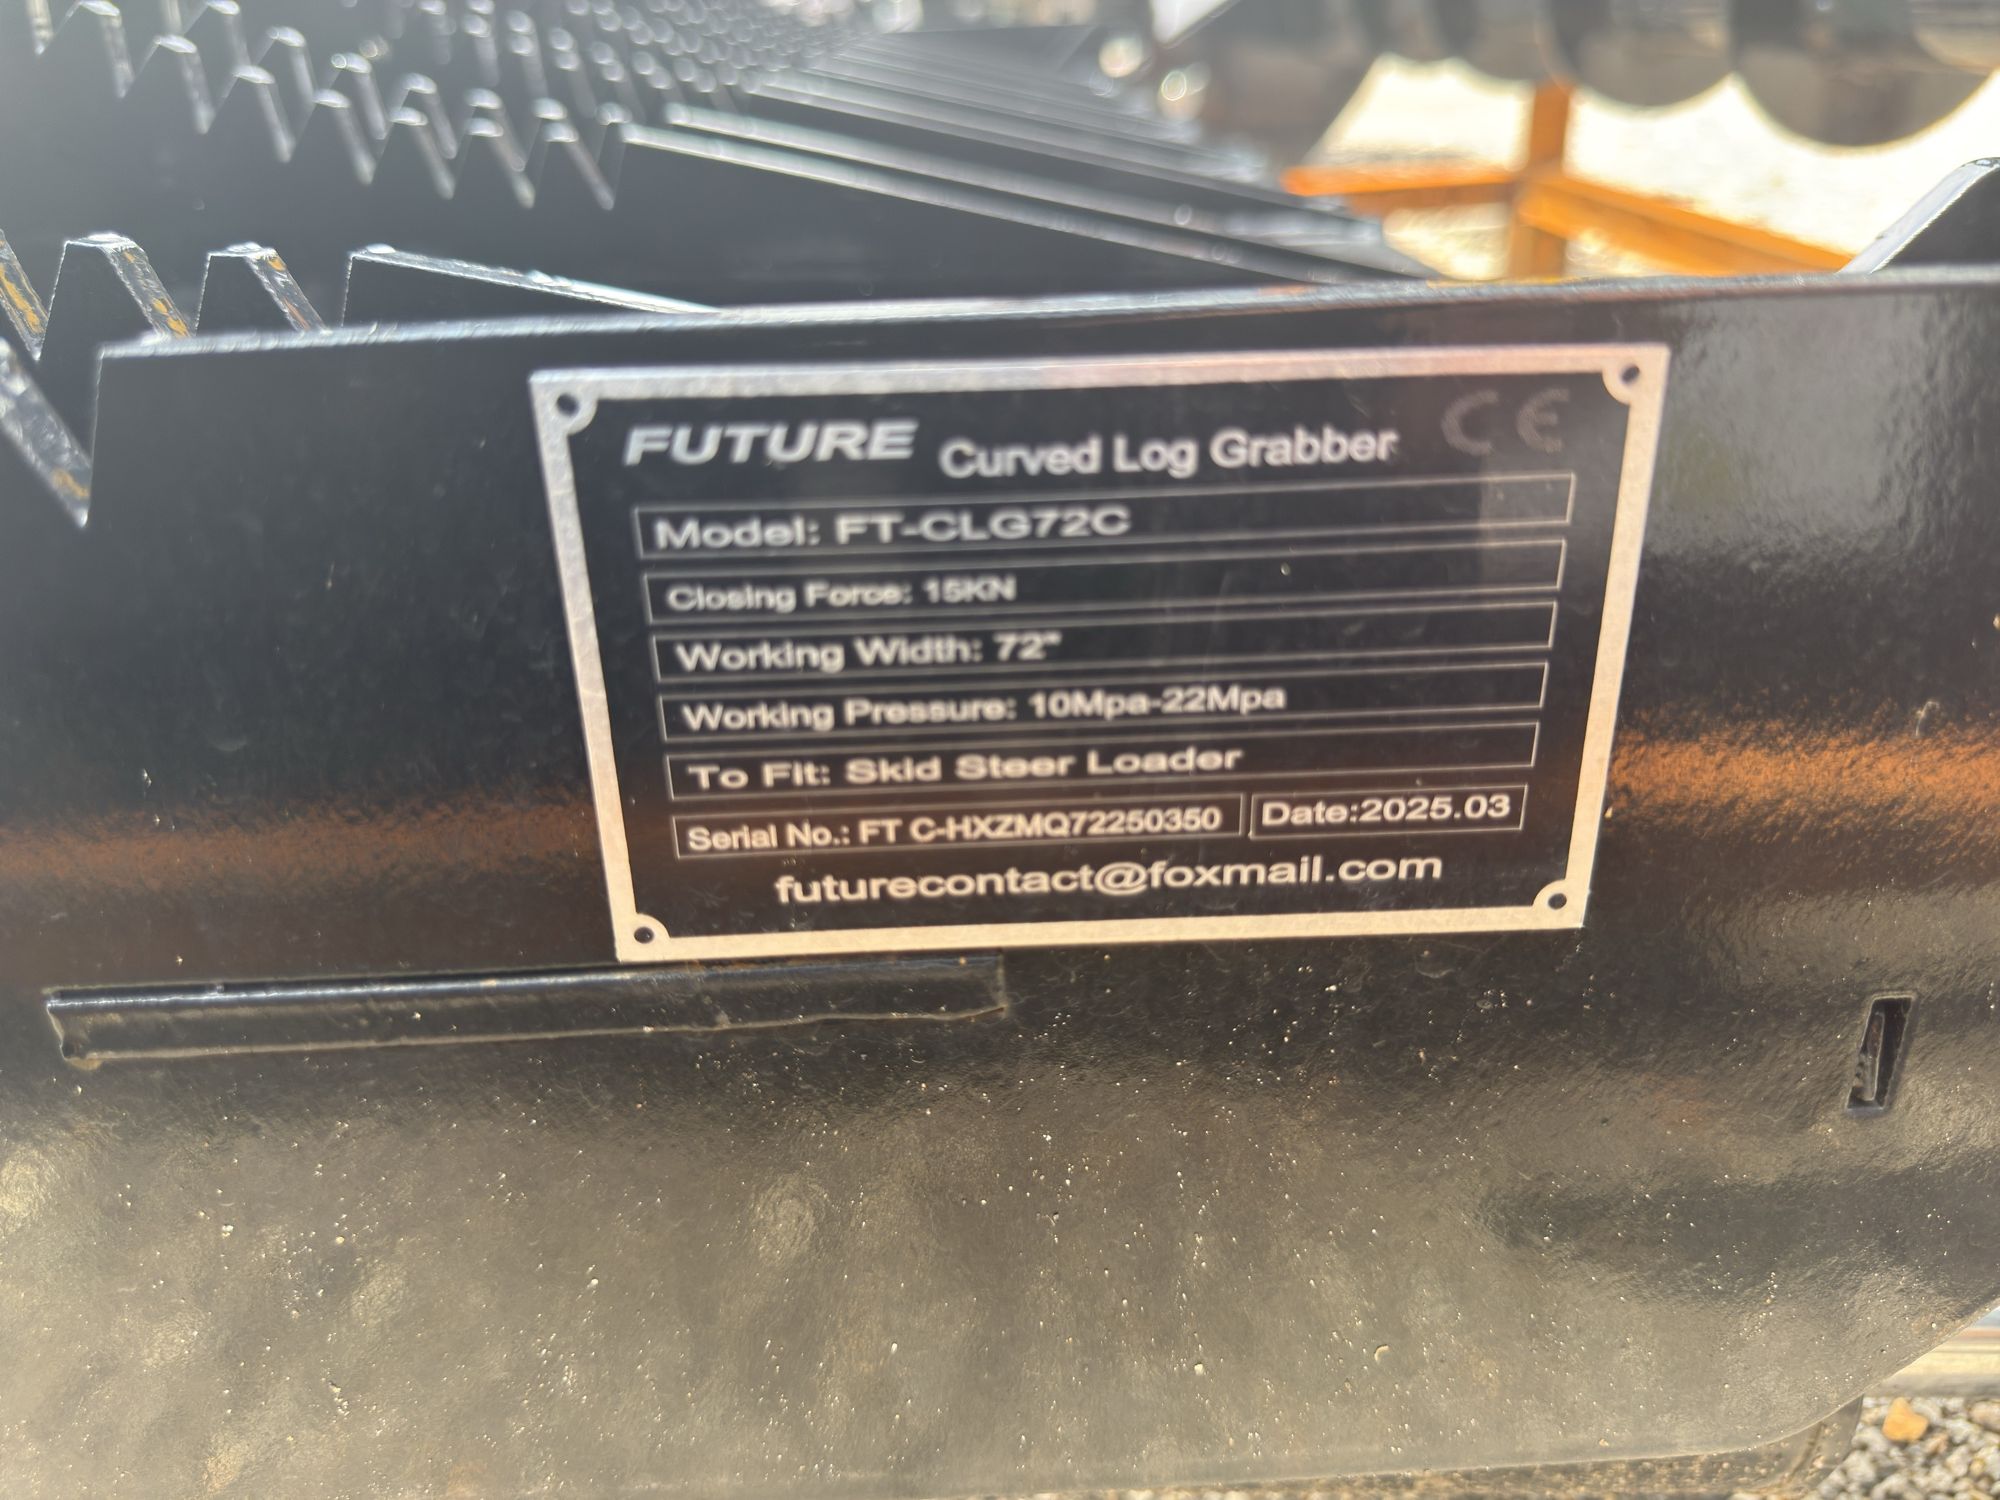 FUTURE Curved Log Grabber CE
Model: FT-CLG72C
Closing Force: 15KN
Working Width: 72"
Working Pressure: 10Mpa-22Mpa
To Fit: Skid Steer Loader
Serial No.: FT C-HXZMQ72250350 Date:2025.03
futurecontact@foxmail.com